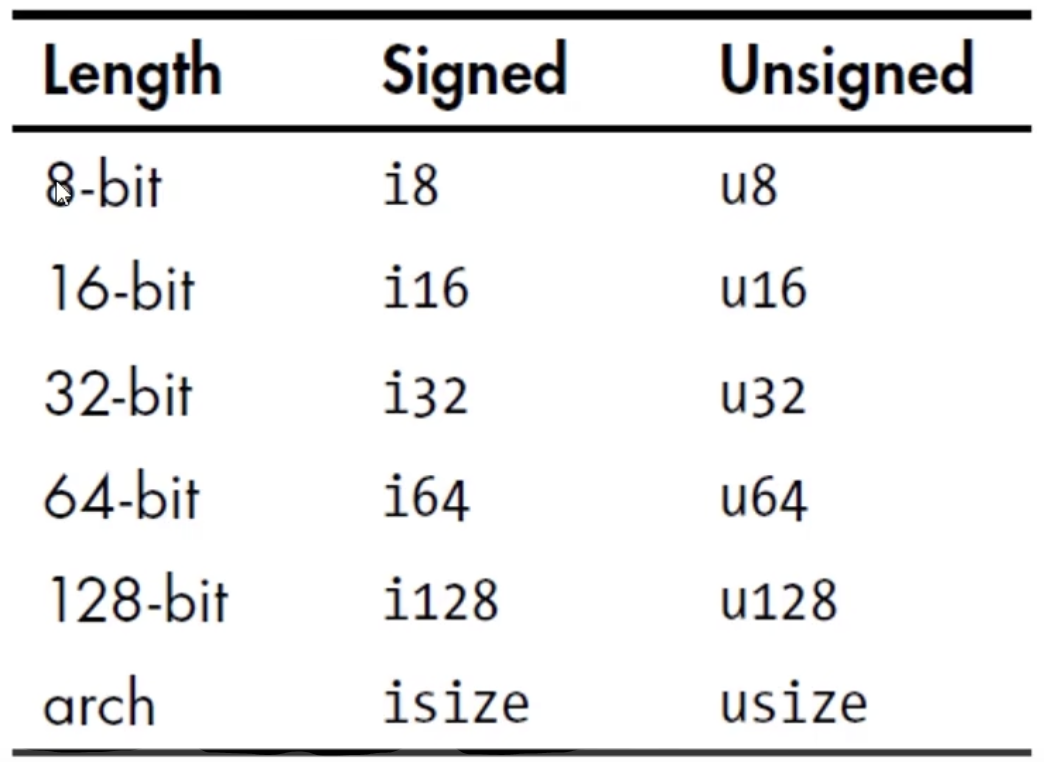 Length Signed Unsigned
8-bit i8 u8
16-bit i16 u16
32-bit i32 u32
64-bit i64 u64
128-bit i128 u128
arch isize usize